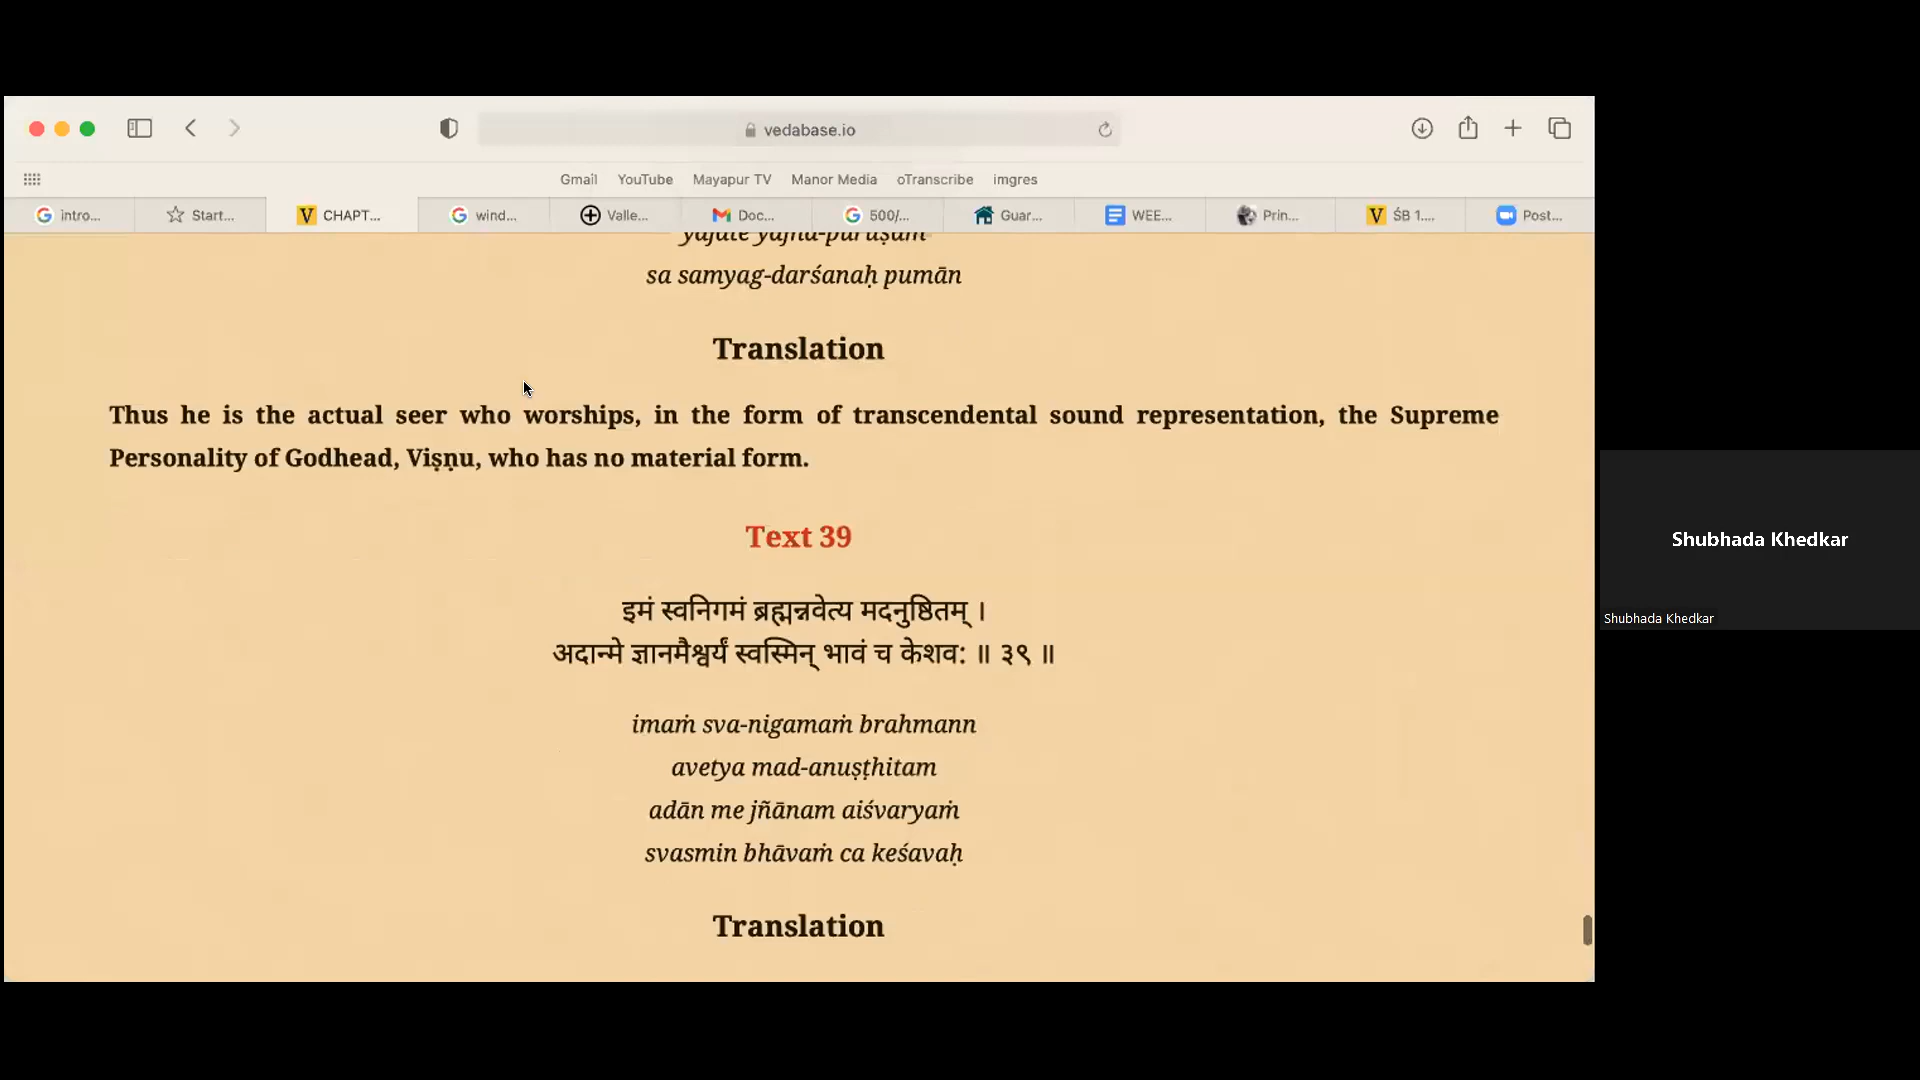 vedabase.io
Gmail YouTube Mayapur TV Manor Media oTranscribe imgres
intro... Start... CHAPT... wind... Valle... Doc... 500/... Guar... WEE... Prin... ŚB 1.... Post...
yajate yajña-puruṣaṁ
sa samyag-darśanaḥ pumān
Translation
Thus he is the actual seer who worships, in the form of transcendental sound representation, the Supreme
Personality of Godhead, Viṣṇu, who has no material form.
Text 39
इमं स्वनिगमं ब्रह्मन्नवेत्य मदनुष्ठितम् ।
अदान्मे ज्ञानमैश्वर्यं स्वस्मिन् भावं च केशव: ॥ ३९ ॥
imaṁ sva-nigamaṁ brahmann
avetya mad-anuṣṭhitam
adān me jñānam aiśvaryaṁ
svasmin bhāvaṁ ca keśavaḥ
Translation
Shubhada Khedkar
Shubhada Khedkar